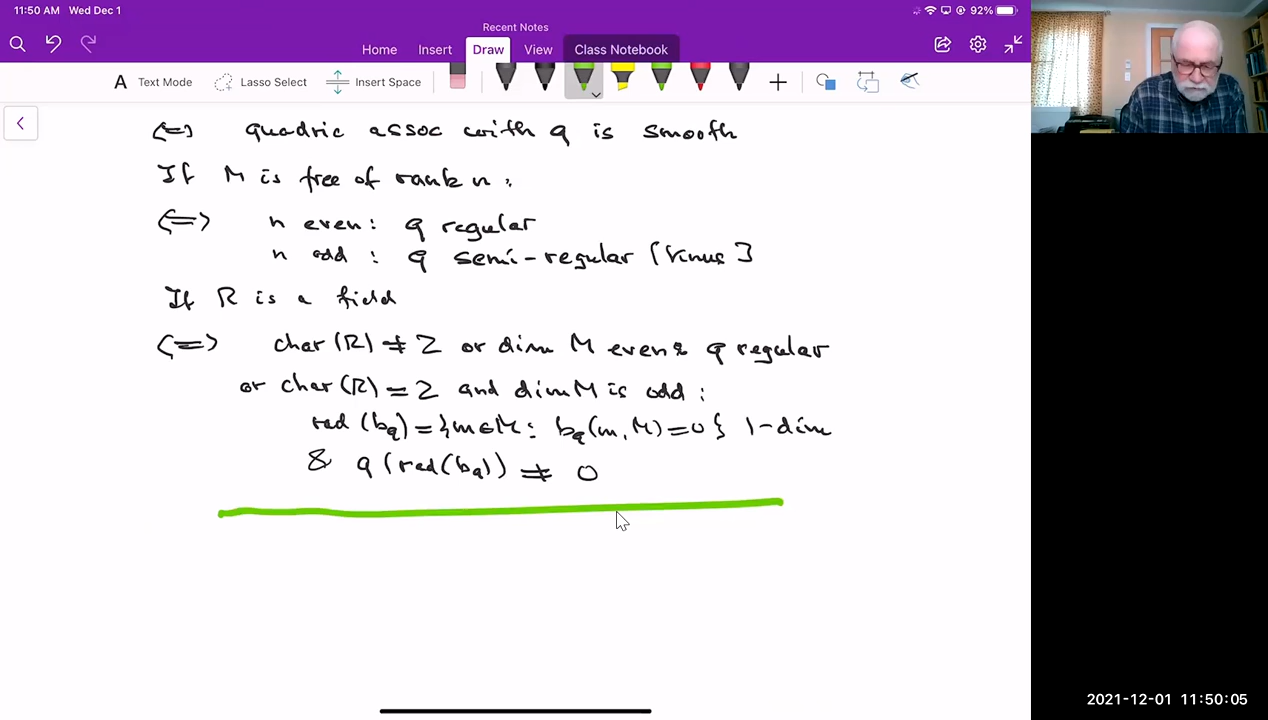 11:50 AM Wed Dec 1
92%
Recent Notes
Home Insert Draw View Class Notebook
Text Mode Lasso Select Insert Space
⟺ quadric assoc with q is smooth
If M is free of rank n:
⟺ n even: q regular
n odd : q semi-regular [Knus]
If R is a field
⟺ char(R) ≠ 2 or dim M even & q regular
or char(R) = 2 and dim M is odd :
rad (bq) = {m∈M : bq(m, M) = 0} 1-dim
& q(rad(bq)) ≠ 0
2021-12-01 11:50:05